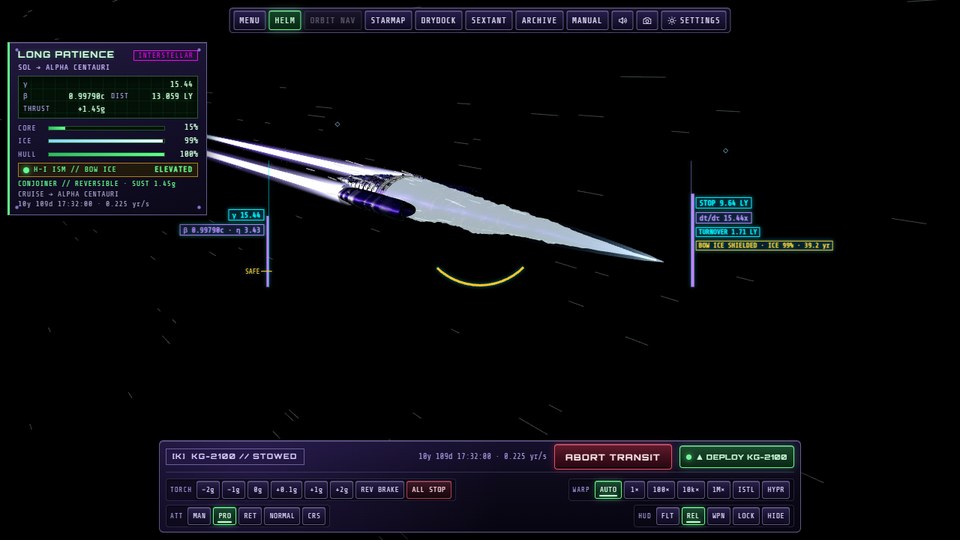 MENU HELM ORBIT NAV STARMAP DRYDOCK SEXTANT ARCHIVE MANUAL SETTINGS
LONG PATIENCE INTERSTELLAR
SOL → ALPHA CENTAURI
γ 15.44
β 0.99790c DIST 13.059 LY
THRUST +1.45g
CORE 15%
ICE 99%
HULL 100%
H-I ISM // BOW ICE ELEVATED
CONJOINER // REVERSIBLE · SUST 1.45g
CRUISE → ALPHA CENTAURI
10y 109d 17:32:00 · 0.225 yr/s
γ 15.44
β 0.99790c · η 3.43
SAFE
STOP 9.64 LY
dt/dτ 15.44x
TURNOVER 1.71 LY
BOW ICE SHIELDED · ICE 99% · 39.2 yr
[K] KG-2100 // STOWED 10y 109d 17:32:00 · 0.225 yr/s ABORT TRANSIT ▲ DEPLOY KG-2100
TORCH -2g -1g 0g +0.1g +1g +2g REV BRAKE ALL STOP WARP AUTO 1× 100× 10k× 1M× ISTL HYPR
ATT MAN PRO RET NORMAL CRS HUD FLT REL WPN LOCK HIDE